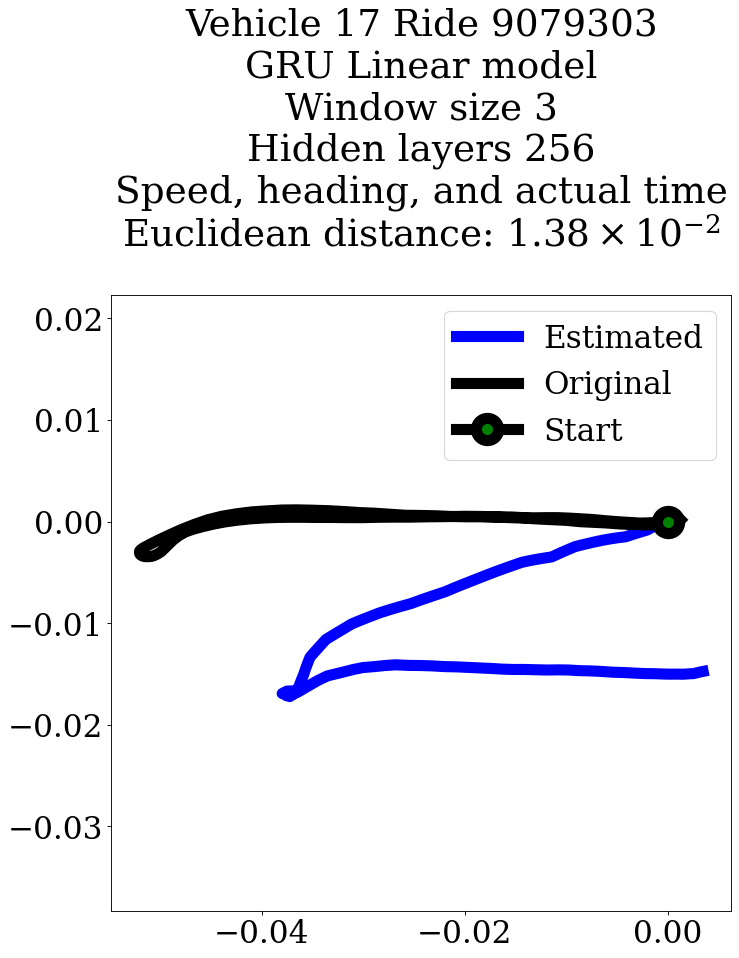 Vehicle 17 Ride 9079303
GRU Linear model
Window size 3
Hidden layers 256
Speed, heading, and actual time
Euclidean distance: 1.38 × 10⁻²
Estimated
Original
Start
0.02
0.01
0.00
−0.01
−0.02
−0.03
−0.04
−0.02
0.00